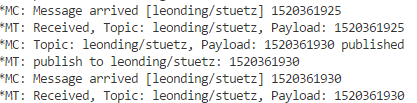 *MC: Message arrived [leonding/stuetz] 1520361925
*MT: Received, Topic: leonding/stuetz, Payload: 1520361925
*MC: Topic: leonding/stuetz, Payload: 1520361930 published
*MT: publish to leonding/stuetz: 1520361930
*MC: Message arrived [leonding/stuetz] 1520361930
*MT: Received, Topic: leonding/stuetz, Payload: 1520361930